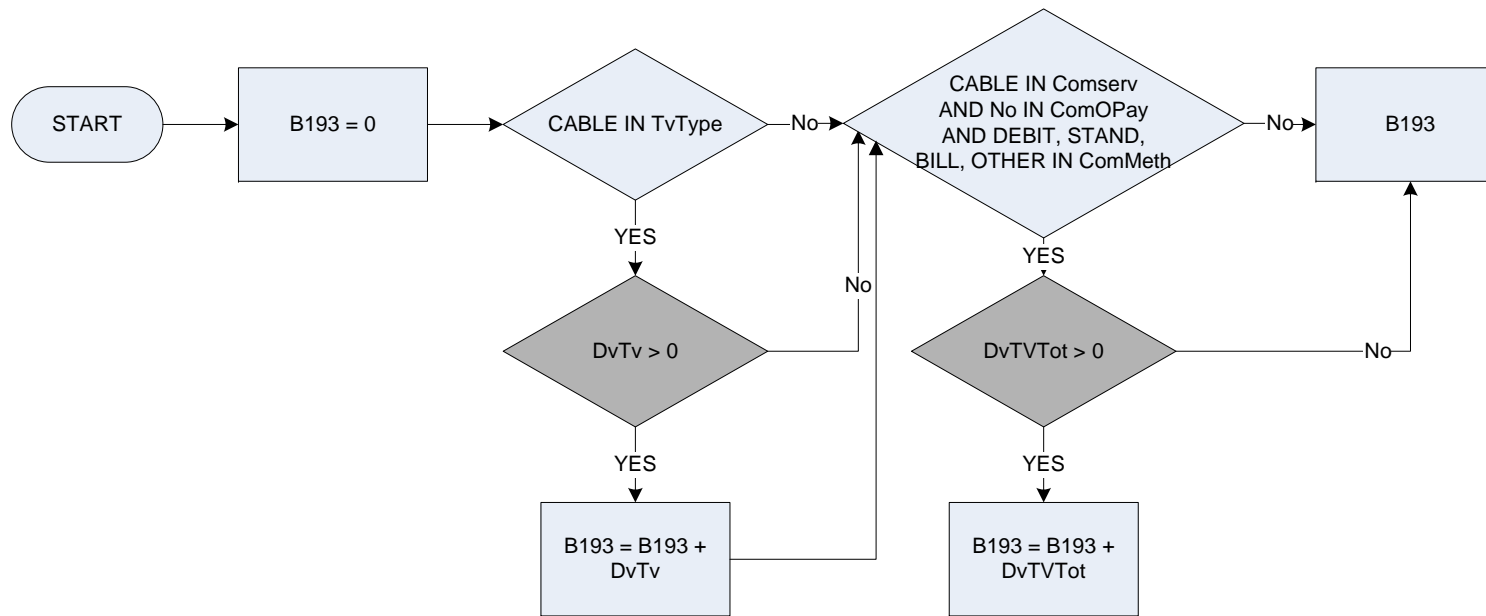 START
B193 = 0
CABLE IN TvType
No
CABLE IN Comserv
AND No IN ComOPay
AND DEBIT, STAND,
BILL, OTHER IN ComMeth
No
B193
YES
YES
DvTv > 0
No
DvTVTot > 0
No
YES
YES
B193 = B193 +
DvTv
B193 = B193 +
DvTVTot